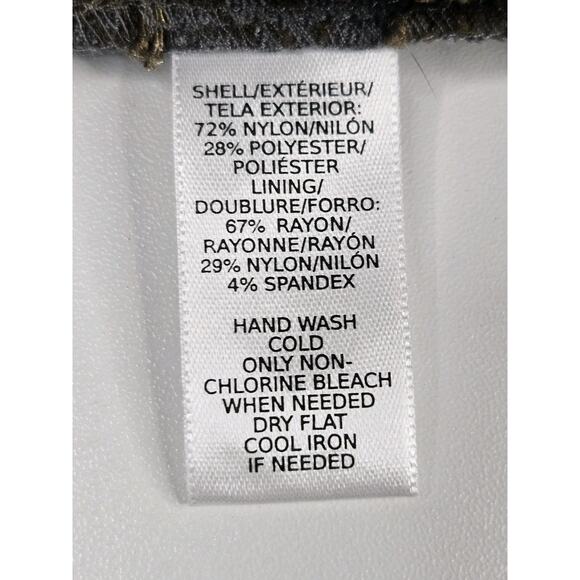 SHELL/EXTÉRIEUR/
TELA EXTERIOR:
72% NYLON/NILÓN
28% POLYESTER/
POLIÉSTER
LINING/
DOUBLURE/FORRO:
67% RAYON/
RAYONNE/RAYÓN
29% NYLON/NILÓN
4% SPANDEX
HAND WASH
COLD
ONLY NON-
CHLORINE BLEACH
WHEN NEEDED
DRY FLAT
COOL IRON
IF NEEDED